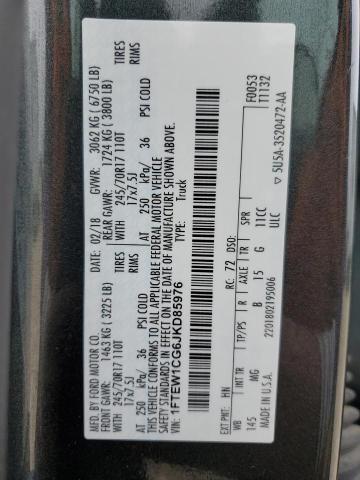 MFD. BY FORD MOTOR CO.
DATE: 02/18 GVWR: 3062 KG (6750 LB)
FRONT GAWR: 1463 KG (3225 LB) REAR GAWR: 1724 KG (3800 LB)
WITH 245/70R17 110T TIRES WITH 245/70R17 110T TIRES
17x7.5J RIMS 17x7.5J RIMS
AT 250 kPa/ 36 PSI COLD AT 250 kPa/ 36 PSI COLD
THIS VEHICLE CONFORMS TO ALL APPLICABLE FEDERAL MOTOR VEHICLE
SAFETY STANDARDS IN EFFECT ON THE DATE OF MANUFACTURE SHOWN ABOVE.
VIN: 1FTEW1CG6JKD85976
TYPE: Truck
F0053
T1132
EXT PNT: HN RC: 72 DSO:
WB INT TR TP/PS R AXLE TR SPR
145 MG B 15 G 11CC
ULC
2201802195006
5U5A-3520472-AA